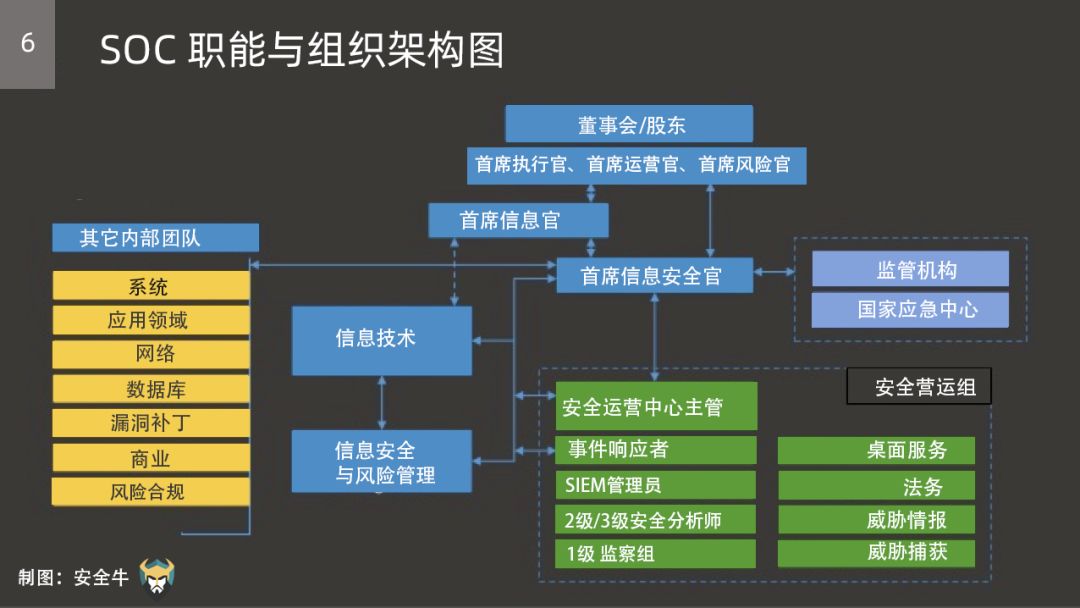 6
SOC 职能与组织架构图
董事会/股东
首席执行官、首席运营官、首席风险官
首席信息官
其它内部团队
首席信息安全官
监管机构
国家应急中心
系统
应用领域
网络
数据库
漏洞补丁
商业
风险合规
信息技术
信息安全
与风险管理
安全营运组
安全运营中心主管
事件响应者
SIEM管理员
2级/3级安全分析师
1级 监察组
桌面服务
法务
威胁情报
威胁捕获
制图：安全牛